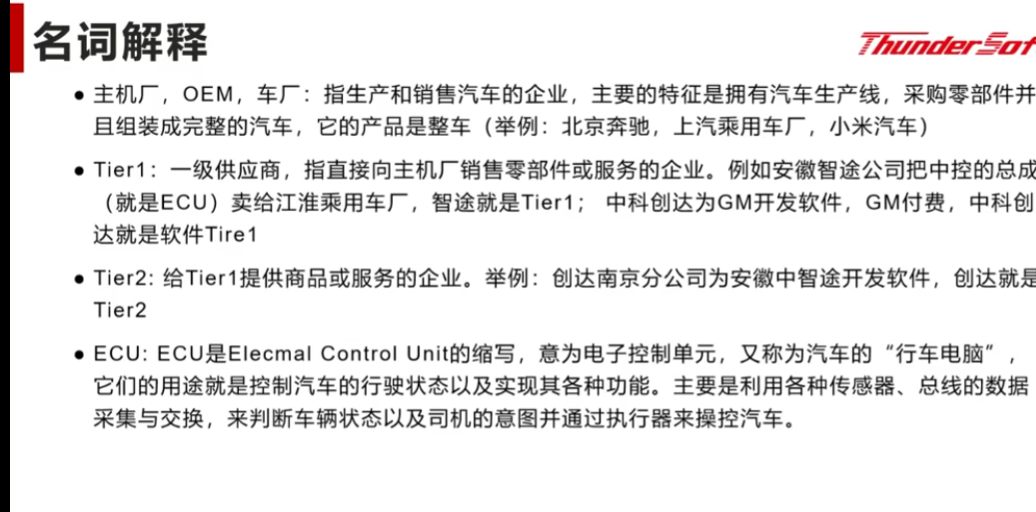 名词解释
ThunderSof
● 主机厂，OEM，车厂：指生产和销售汽车的企业，主要的特征是拥有汽车生产线，采购零部件并
且组装成完整的汽车，它的产品是整车（举例：北京奔驰，上汽乘用车厂，小米汽车）
● Tier1：一级供应商，指直接向主机厂销售零部件或服务的企业。例如安徽智途公司把中控的总成
（就是ECU）卖给江淮乘用车厂，智途就是Tier1； 中科创达为GM开发软件，GM付费，中科创
达就是软件Tire1
● Tier2: 给Tier1提供商品或服务的企业。举例：创达南京分公司为安徽中智途开发软件，创达就是
Tier2
● ECU: ECU是Elecmal Control Unit的缩写，意为电子控制单元，又称为汽车的“行车电脑”，
它们的用途就是控制汽车的行驶状态以及实现其各种功能。主要是利用各种传感器、总线的数据
采集与交换，来判断车辆状态以及司机的意图并通过执行器来操控汽车。